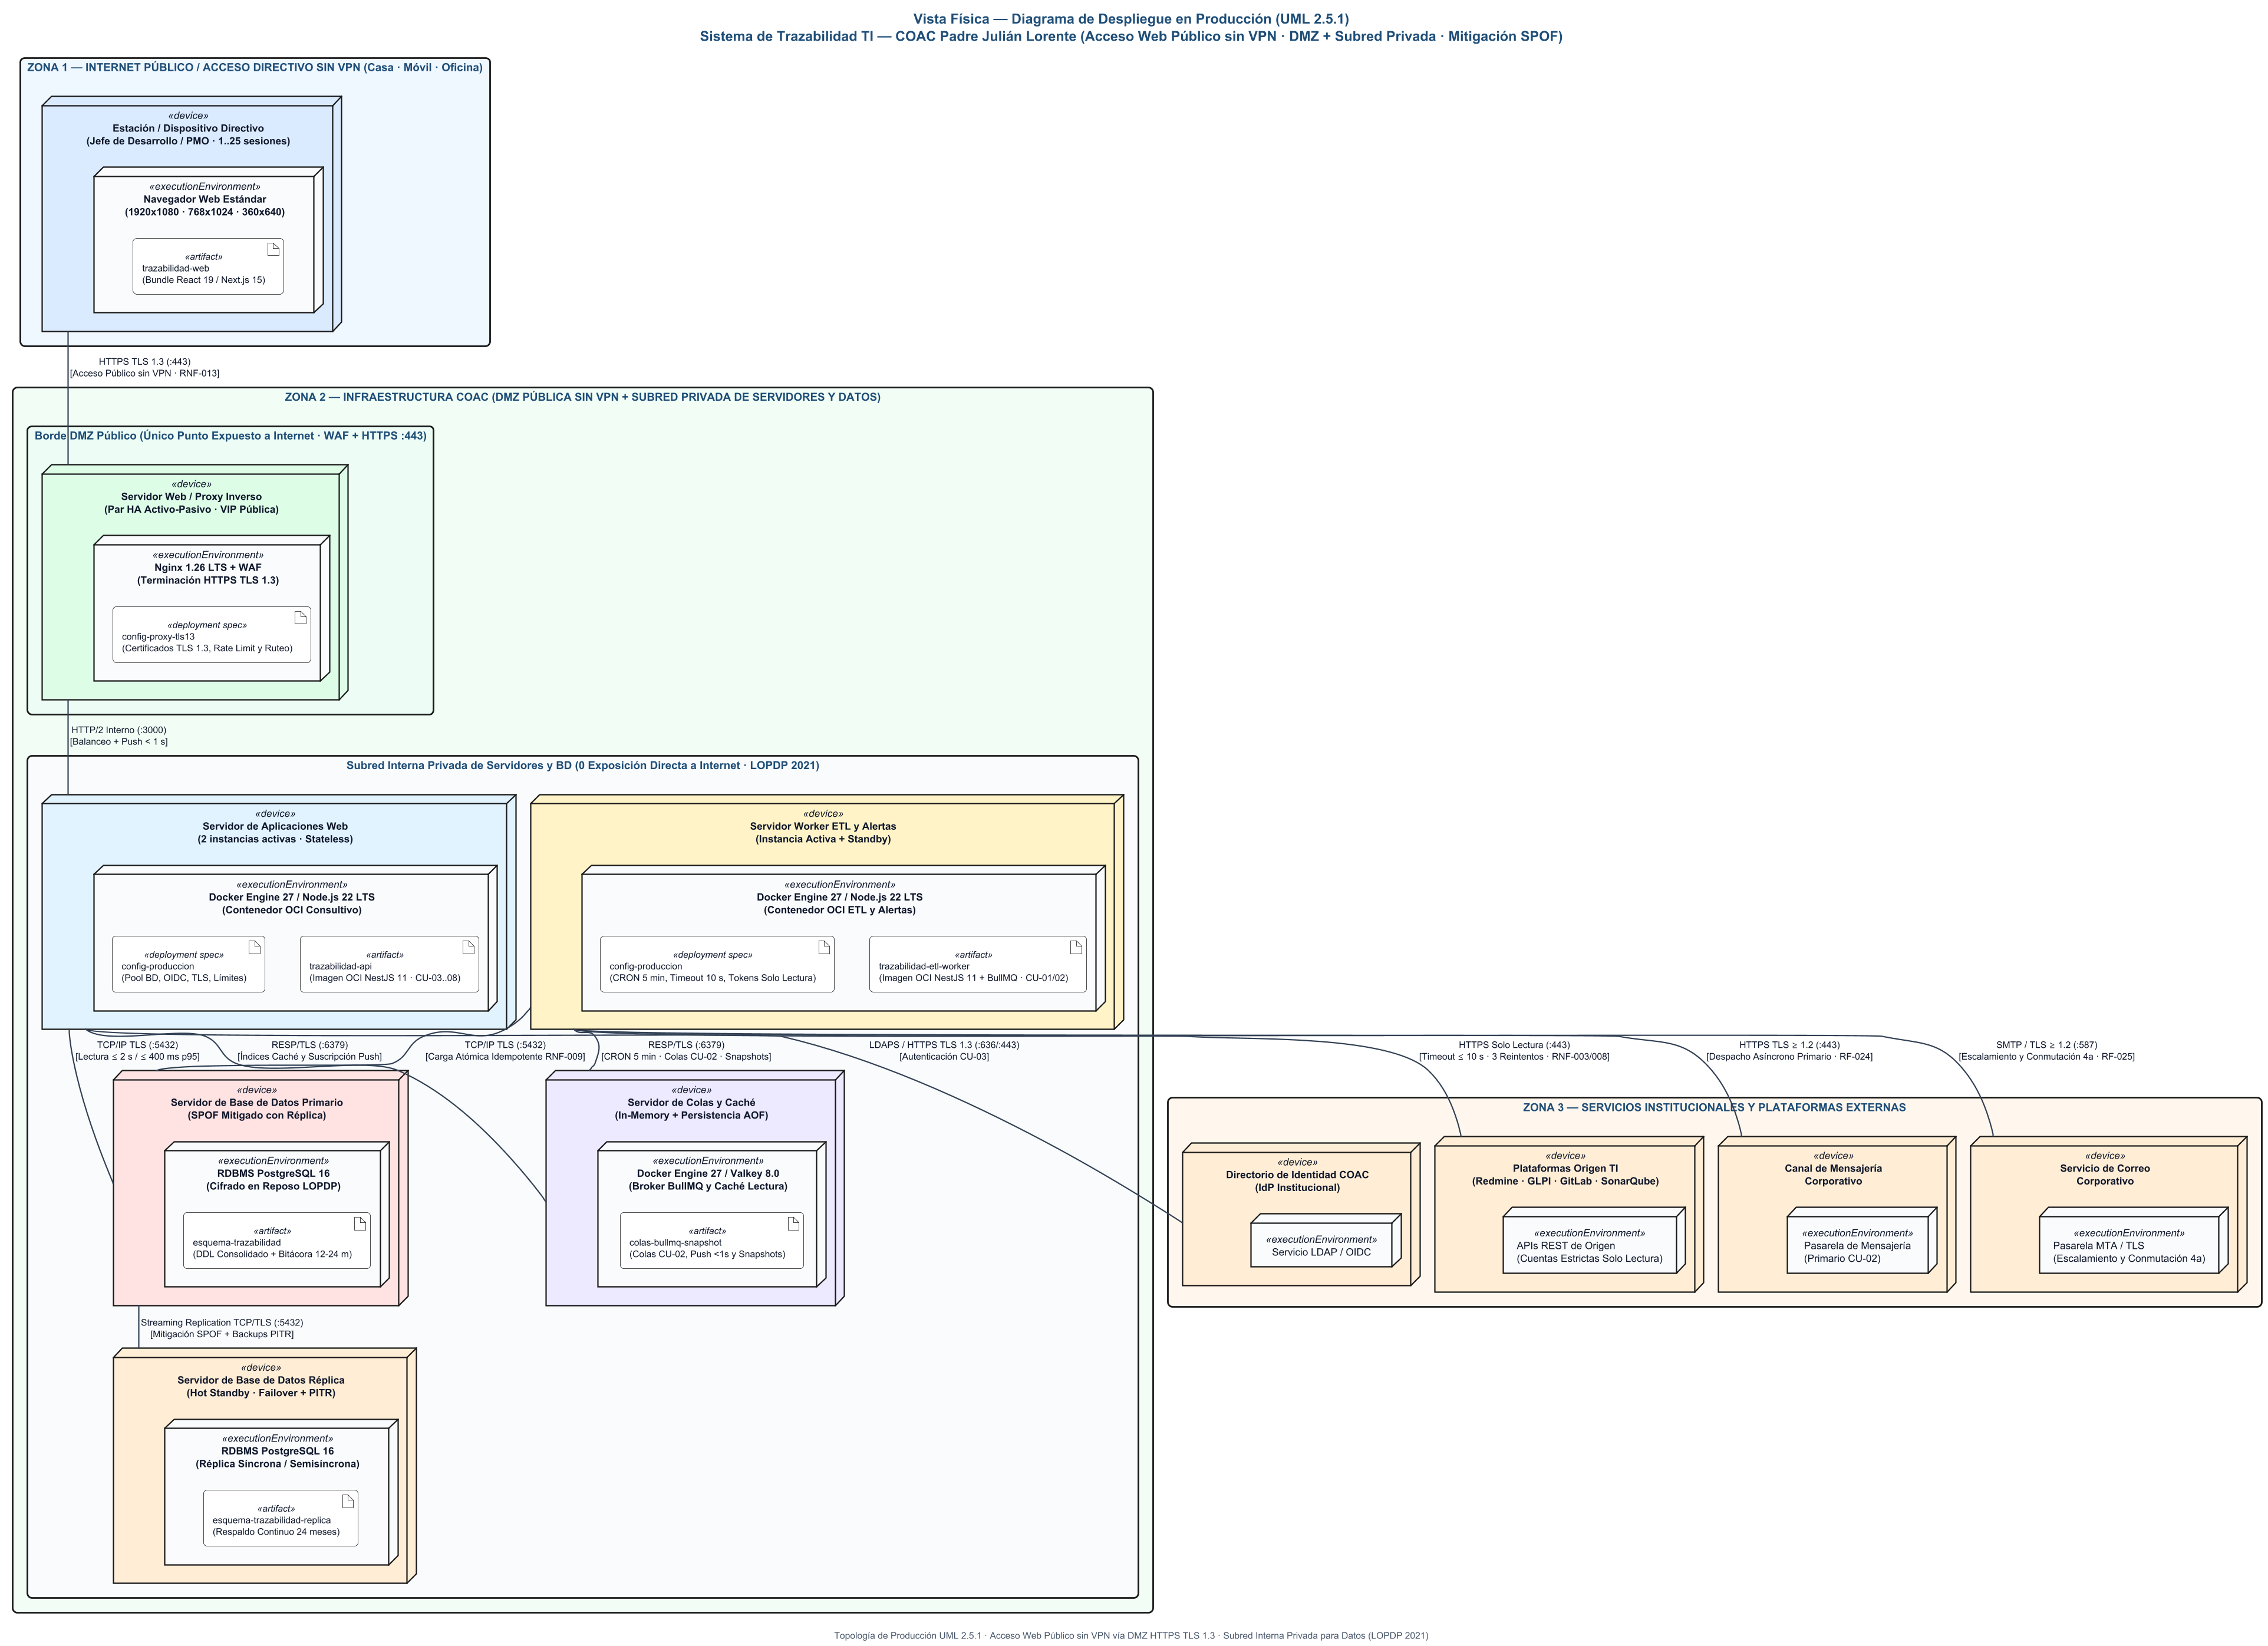 Vista Física — Diagrama de Despliegue en Producción (UML 2.5.1)
Sistema de Trazabilidad TI — COAC Padre Julián Lorente (Acceso Web Público sin VPN · DMZ + Subred Privada · Mitigación SPOF)
ZONA 1 — INTERNET PÚBLICO / ACCESO DIRECTIVO SIN VPN (Casa · Móvil · Oficina)
«device»
Estación / Dispositivo Directivo
(Jefe de Desarrollo / PMO · 1..25 sesiones)
«executionEnvironment»
Navegador Web Estándar
(1920x1080 · 768x1024 · 360x640)
«artifact»
trazabilidad-web
(Bundle React 19 / Next.js 15)
HTTPS TLS 1.3 (:443)
[Acceso Público sin VPN · RNF-013]
ZONA 2 — INFRAESTRUCTURA COAC (DMZ PÚBLICA SIN VPN + SUBRED PRIVADA DE SERVIDORES Y DATOS)
Borde DMZ Público (Único Punto Expuesto a Internet · WAF + HTTPS :443)
«device»
Servidor Web / Proxy Inverso
(Par HA Activo-Pasivo · VIP Pública)
«executionEnvironment»
Nginx 1.26 LTS + WAF
(Terminación HTTPS TLS 1.3)
«deployment spec»
config-proxy-tls13
(Certificados TLS 1.3, Rate Limit y Ruteo)
HTTP/2 Interno (:3000)
[Balanceo + Push < 1 s]
Subred Interna Privada de Servidores y BD (0 Exposición Directa a Internet · LOPDP 2021)
«device»
Servidor de Aplicaciones Web
(2 instancias activas · Stateless)
«executionEnvironment»
Docker Engine 27 / Node.js 22 LTS
(Contenedor OCI Consultivo)
«deployment spec»
config-produccion
(Pool BD, OIDC, TLS, Límites)
«artifact»
trazabilidad-api
(Imagen OCI NestJS 11 · CU-03..08)
«device»
Servidor Worker ETL y Alertas
(Instancia Activa + Standby)
«executionEnvironment»
Docker Engine 27 / Node.js 22 LTS
(Contenedor OCI ETL y Alertas)
«deployment spec»
config-produccion
(CRON 5 min, Timeout 10 s, Tokens Solo Lectura)
«artifact»
trazabilidad-etl-worker
(Imagen OCI NestJS 11 + BullMQ · CU-01/02)
TCP/IP TLS (:5432)
[Lectura ≤ 2 s / ≤ 400 ms p95]
RESP/TLS (:6379)
[Índices Caché y Suscripción Push]
TCP/IP TLS (:5432)
[Carga Atómica Idempotente RNF-009]
RESP/TLS (:6379)
[CRON 5 min · Colas CU-02 · Snapshots]
LDAPS / HTTPS TLS 1.3 (:636/:443)
[Autenticación CU-03]
HTTPS Solo Lectura (:443)
[Timeout ≤ 10 s · 3 Reintentos · RNF-003/008]
HTTPS TLS ≥ 1.2 (:443)
[Despacho Asíncrono Primario · RF-024]
SMTP / TLS ≥ 1.2 (:587)
[Escalamiento y Conmutación 4a · RF-025]
«device»
Servidor de Base de Datos Primario
(SPOF Mitigado con Réplica)
«executionEnvironment»
RDBMS PostgreSQL 16
(Cifrado en Reposo LOPDP)
«artifact»
esquema-trazabilidad
(DDL Consolidado + Bitácora 12-24 m)
«device»
Servidor de Colas y Caché
(In-Memory + Persistencia AOF)
«executionEnvironment»
Docker Engine 27 / Valkey 8.0
(Broker BullMQ y Caché Lectura)
«artifact»
colas-bullmq-snapshot
(Colas CU-02, Push <1s y Snapshots)
ZONA 3 — SERVICIOS INSTITUCIONALES Y PLATAFORMAS EXTERNAS
«device»
Directorio de Identidad COAC
(IdP Institucional)
«executionEnvironment»
Servicio LDAP / OIDC
«device»
Plataformas Origen TI
(Redmine · GLPI · GitLab · SonarQube)
«executionEnvironment»
APIs REST de Origen
(Cuentas Estrictas Solo Lectura)
«device»
Canal de Mensajería
Corporativo
«executionEnvironment»
Pasarela de Mensajería
(Primario CU-02)
«device»
Servicio de Correo
Corporativo
«executionEnvironment»
Pasarela MTA / TLS
(Escalamiento y Conmutación 4a)
Streaming Replication TCP/TLS (:5432)
[Mitigación SPOF + Backups PITR]
«device»
Servidor de Base de Datos Réplica
(Hot Standby · Failover + PITR)
«executionEnvironment»
RDBMS PostgreSQL 16
(Réplica Síncrona / Semisíncrona)
«artifact»
esquema-trazabilidad-replica
(Respaldo Continuo 24 meses)
Topología de Producción UML 2.5.1 · Acceso Web Público sin VPN vía DMZ HTTPS TLS 1.3 · Subred Interna Privada para Datos (LOPDP 2021)